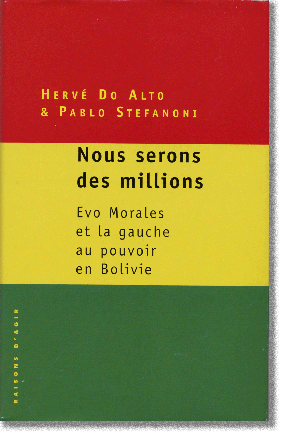 HERVÉ DO ALTO
& PABLO STEFANONI
Nous serons
des millions
Evo Morales
et la gauche
au pouvoir
en Bolivie
RAISONS D'AGIR